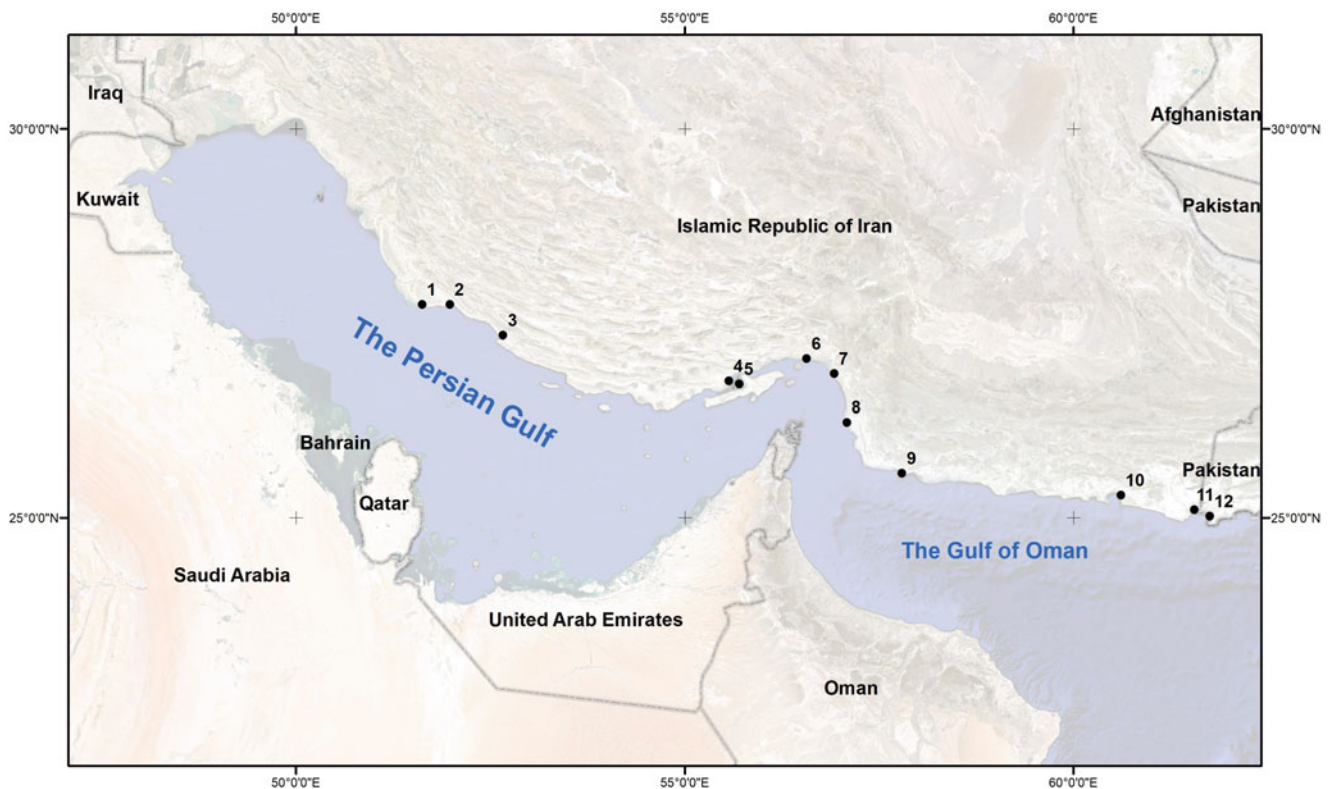 50°0'0"E 55°0'0"E 60°0'0"E
Iraq
Afghanistan
30°0'0"N 30°0'0"N
Kuwait
Pakistan
Islamic Republic of Iran
1 2
3
The Persian Gulf
6
4 5 7
8
Bahrain
9
Pakistan
10
Qatar
11 12
25°0'0"N 25°0'0"N
The Gulf of Oman
Saudi Arabia
United Arab Emirates
Oman
50°0'0"E 55°0'0"E 60°0'0"E